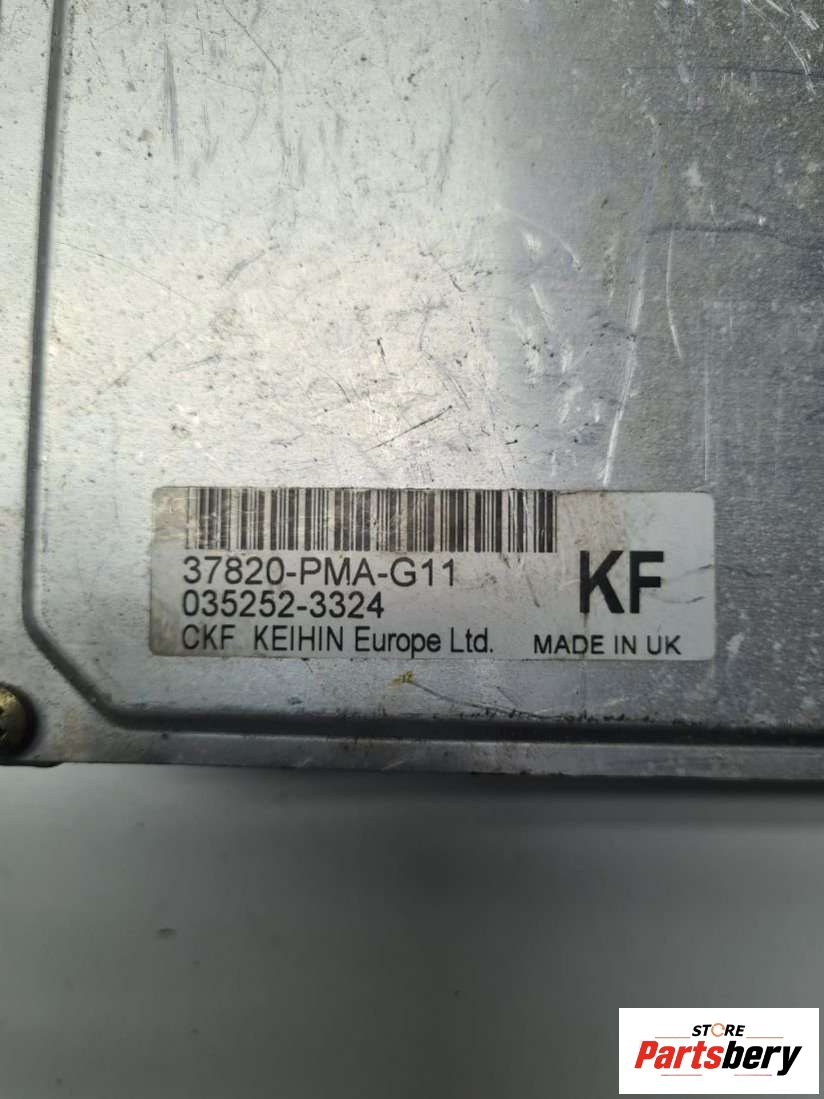 37820-PMA-G11
035252-3324
KF
CKF KEIHIN Europe Ltd. MADE IN UK
STORE
Partsbery